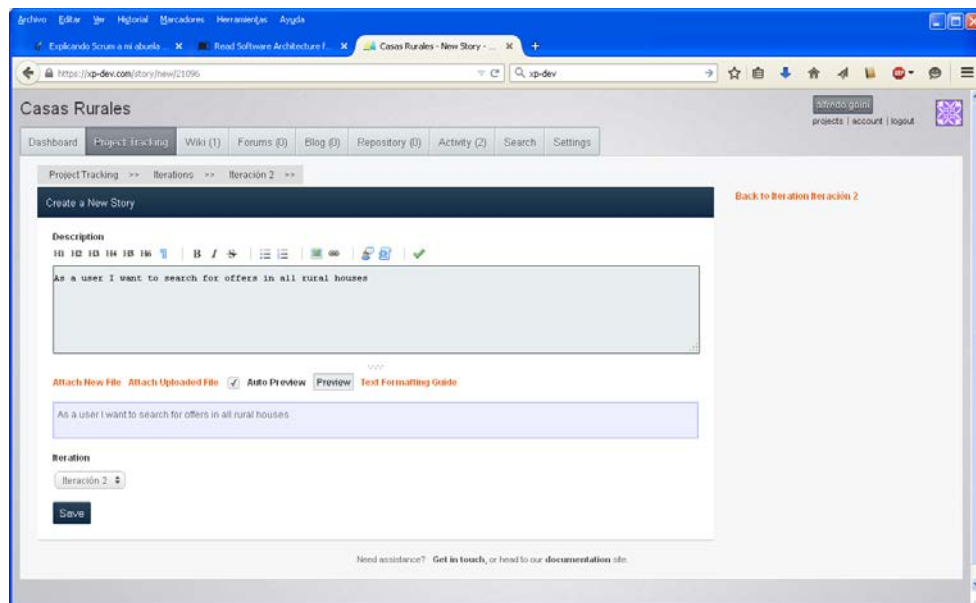 Archivo Editar Ver Historial Marcadores Herramientas Ayuda
Explicando Scrum a mi abuela ... Read Software Architecture f... Casas Rurales - New Story - ...
https://xp-dev.com/story/new/21096 xp-dev
Casas Rurales
alfredo goñi
projects | account | logout
Dashboard Project Tracking Wiki (1) Forums (0) Blog (0) Repository (0) Activity (2) Search Settings
Project Tracking >> Iterations >> Iteración 2 >>
Create a New Story
Back to Iteration Iteración 2
Description
H1 H2 H3 H4 H5 H6 ¶ B I S
As a user I want to search for offers in all rural houses
Attach New File Attach Uploaded File Auto Preview Preview Text Formatting Guide
As a user I want to search for offers in all rural houses
Iteration
Iteración 2
Save
Need assistance? Get in touch, or head to our documentation site.